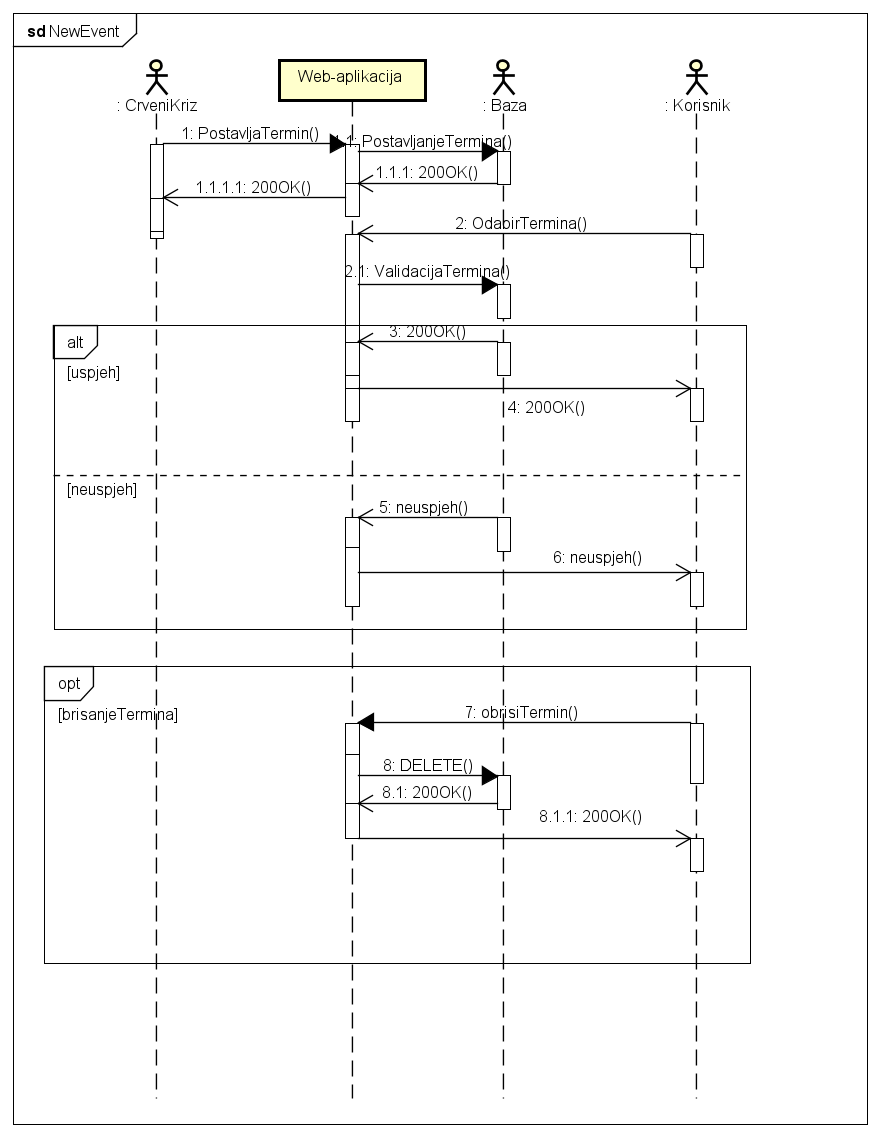 sd NewEvent
Web-aplikacija
: CrveniKriz
: Baza
: Korisnik
1: PostavljaTermin()
1.1: PostavljanjeTermina()
1.1.1: 200OK()
1.1.1.1: 200OK()
2: OdabirTermina()
2.1: ValidacijaTermina()
alt
3: 200OK()
[uspjeh]
4: 200OK()
[neuspjeh]
5: neuspjeh()
6: neuspjeh()
opt
[brisanjeTermina]
7: obrisiTermin()
8: DELETE()
8.1: 200OK()
8.1.1: 200OK()